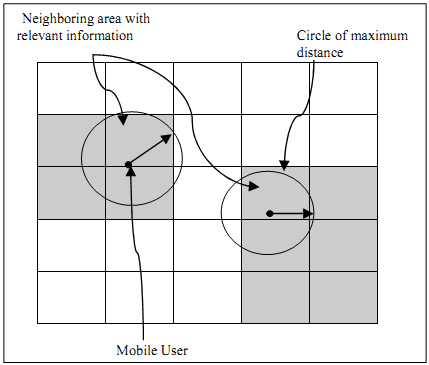 Neighboring area with
relevant information
Circle of maximum
distance
Mobile User